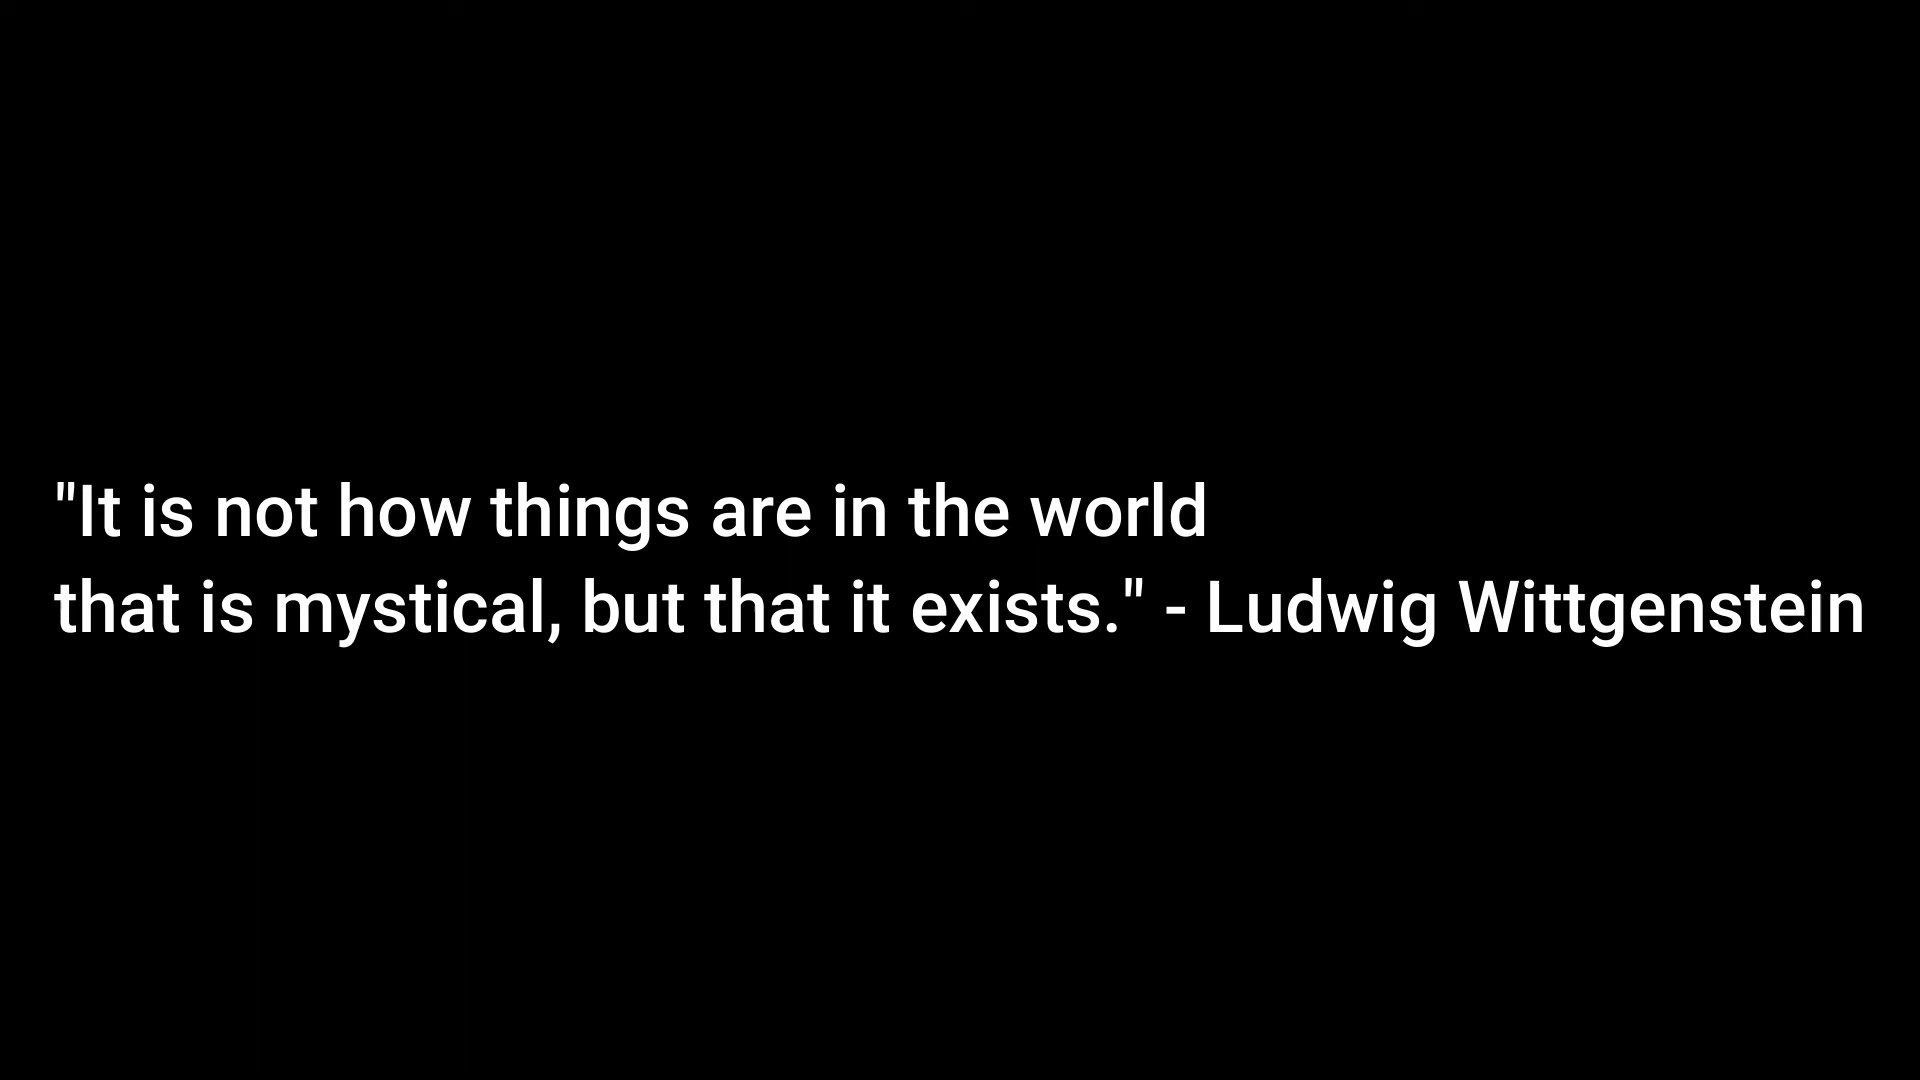 "It is not how things are in the world
that is mystical, but that it exists." - Ludwig Wittgenstein